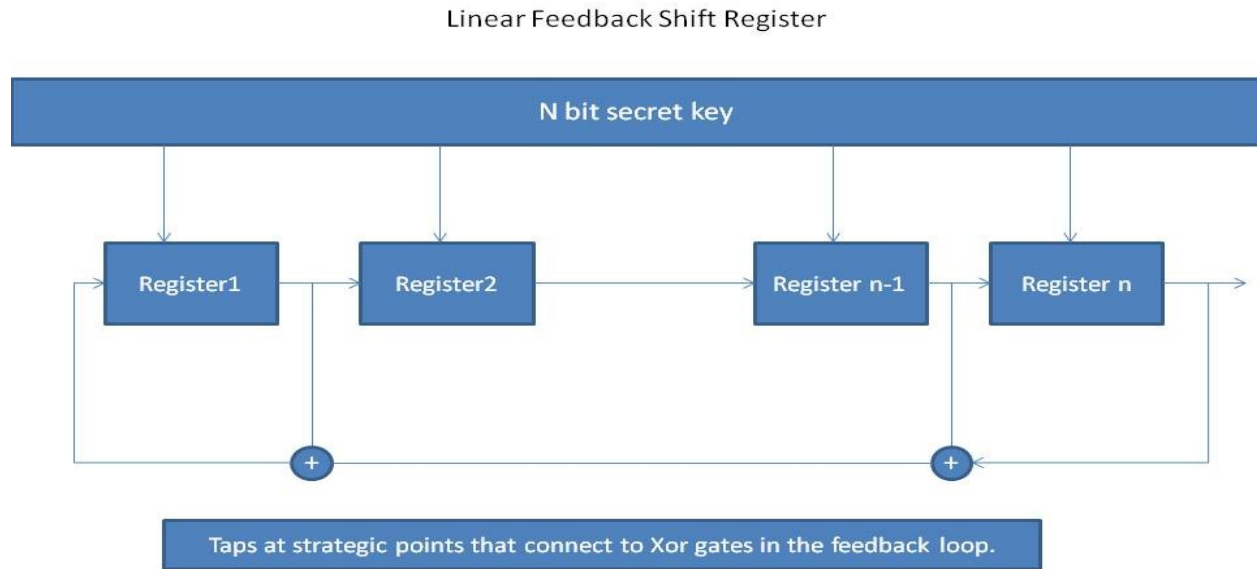 Linear Feedback Shift Register
N bit secret key
Register1
Register2
Register n-1
Register n
+
+
Taps at strategic points that connect to Xor gates in the feedback loop.